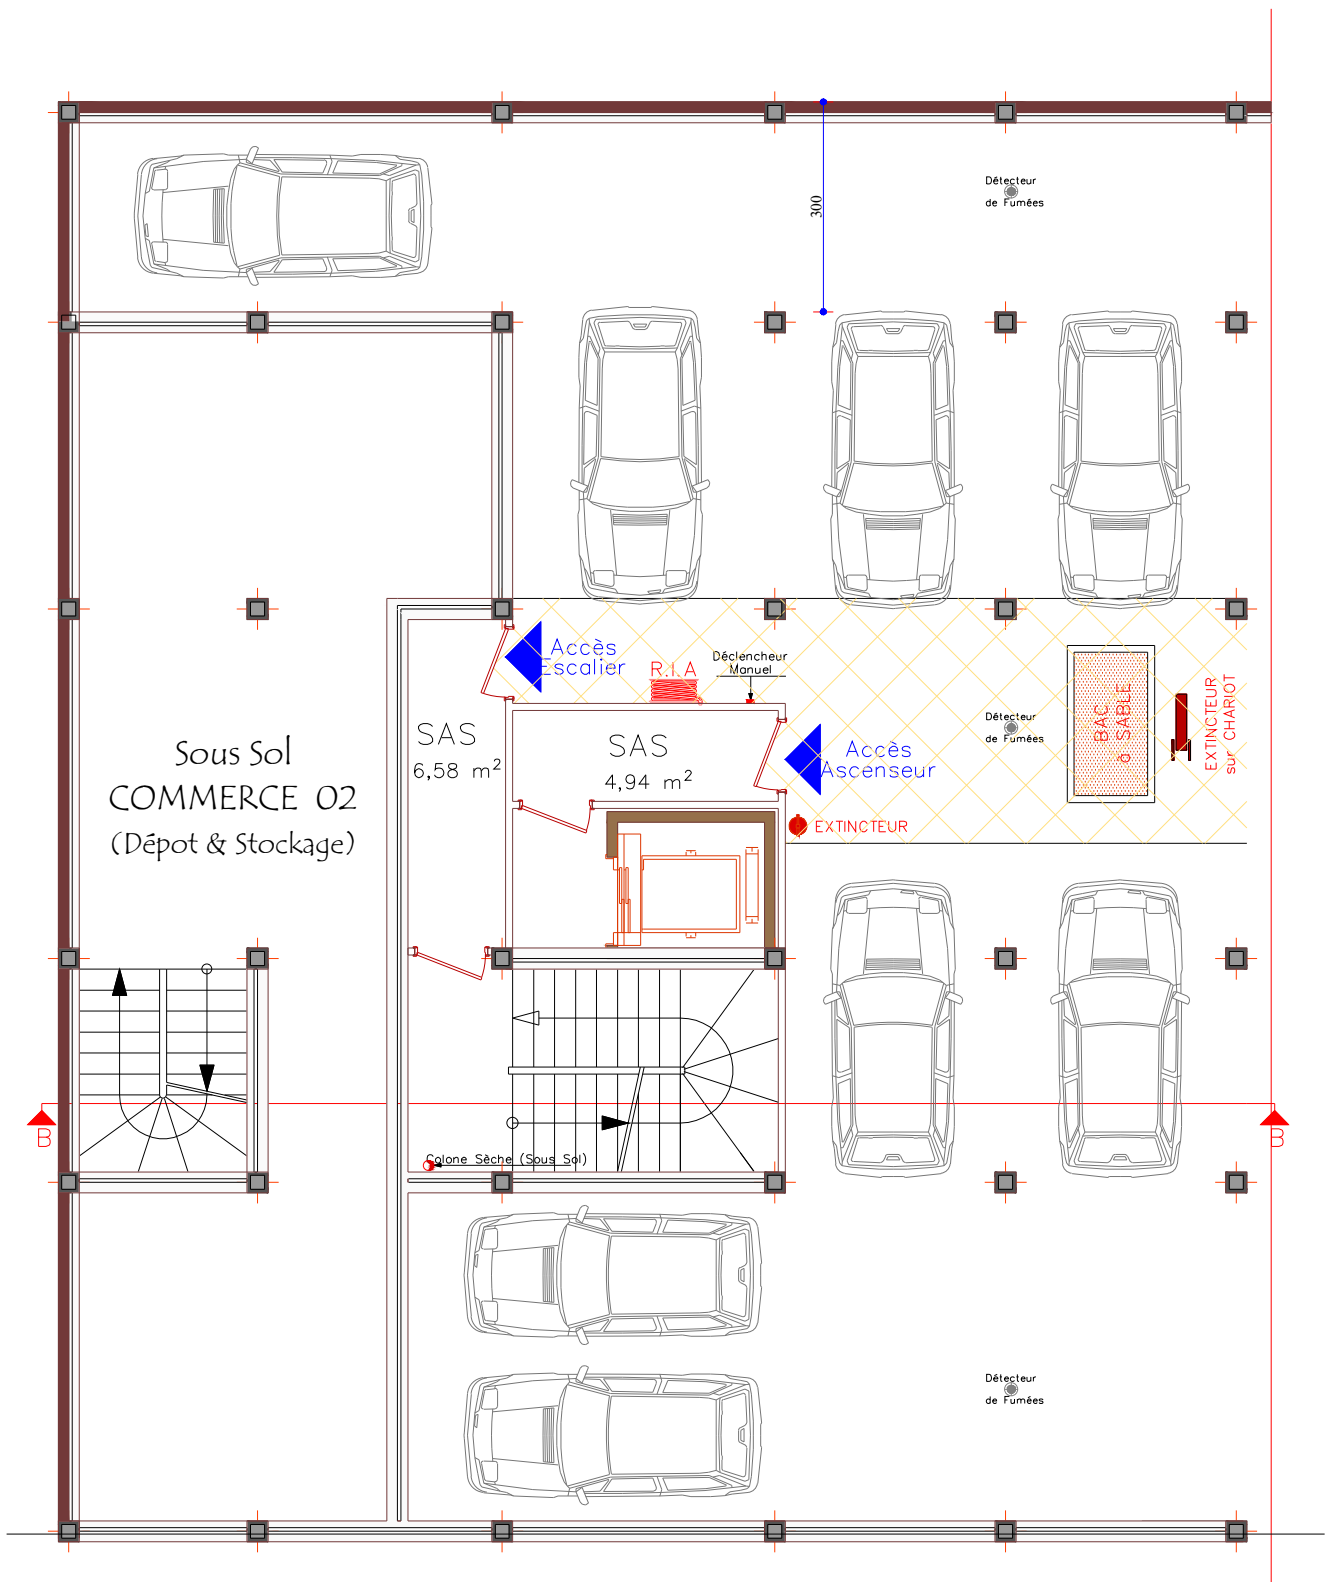 Détecteur
de Fumées
300
Accès
Escalier
R.I.A
Déclencheur
Manuel
SAS
6,58 m²
SAS
4,94 m²
Accès
Ascenseur
Détecteur
de Fumées
BAC
à SABLE
EXTINCTEUR
sur CHARIOT
EXTINCTEUR
Sous Sol
COMMERCE 02
(Dépot & Stockage)
B
B
Colone Sèche (Sous Sol)
Détecteur
de Fumées